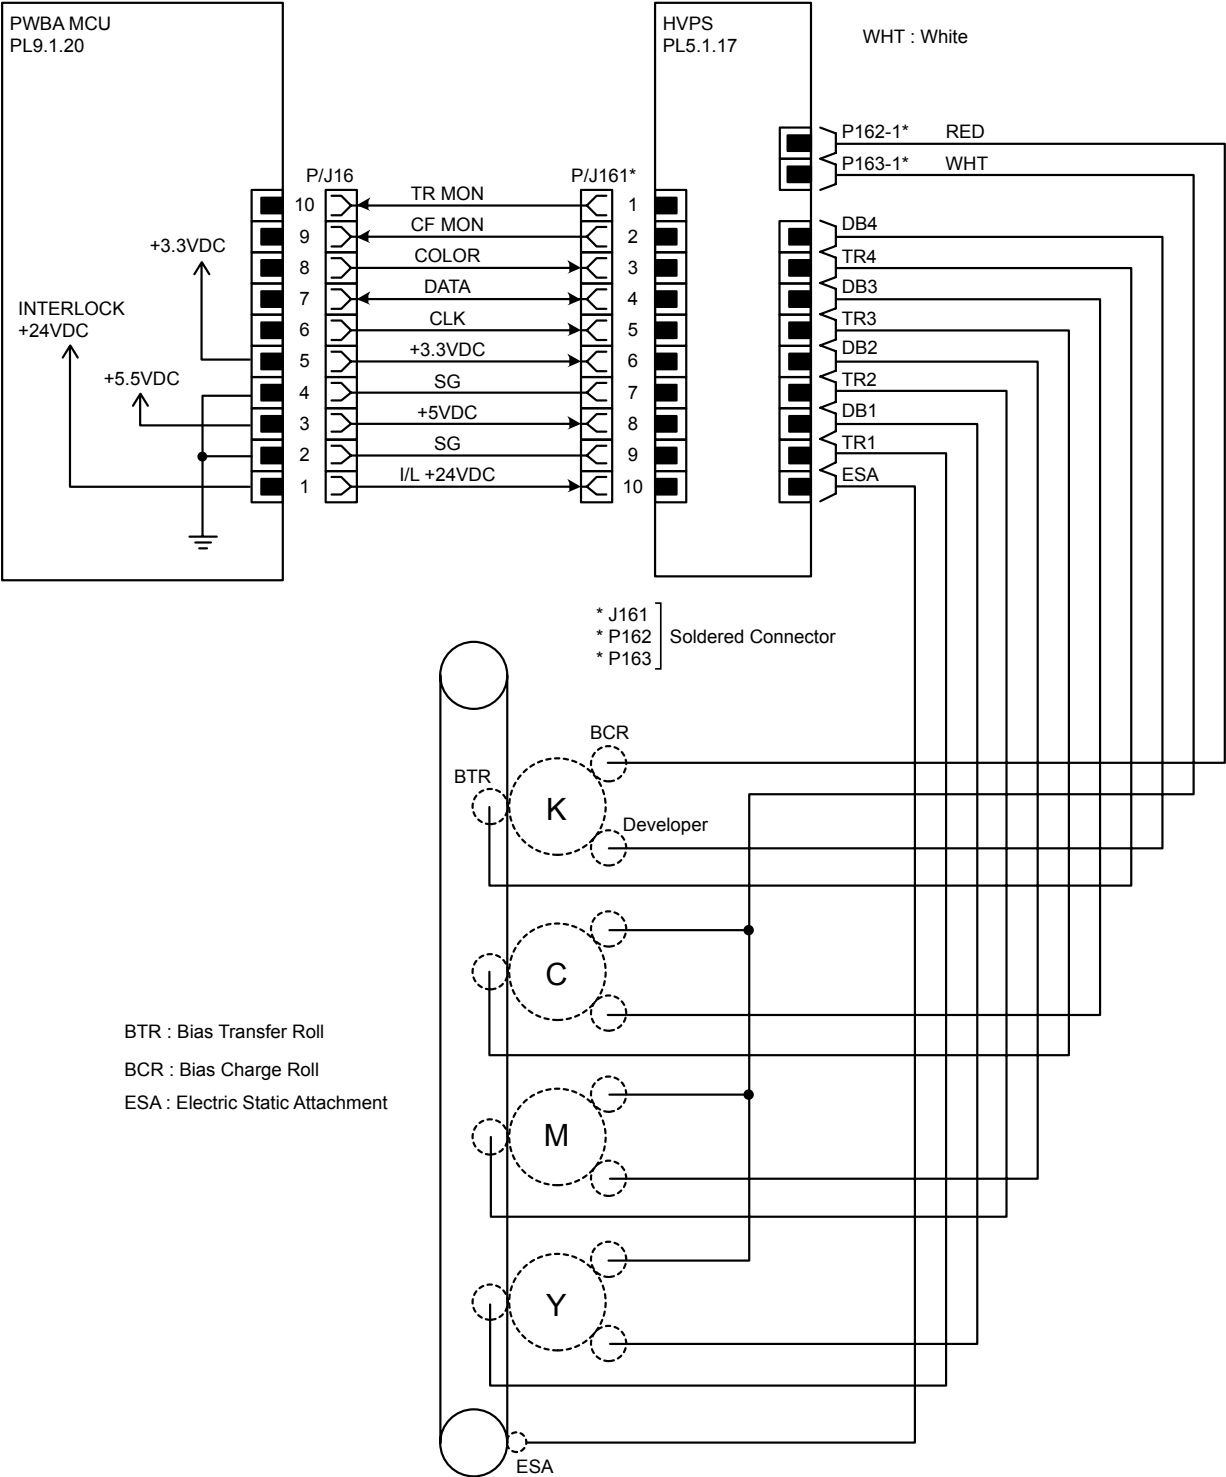 PWBA MCU
PL9.1.20
HVPS
PL5.1.17
WHT : White
P162-1* RED
P163-1* WHT
P/J16
P/J161*
10 TR MON 1
9 CF MON 2
8 COLOR 3
7 DATA 4
6 CLK 5
5 +3.3VDC 6
4 SG 7
3 +5VDC 8
2 SG 9
1 I/L +24VDC 10
+3.3VDC
INTERLOCK
+24VDC
+5.5VDC
DB4
TR4
DB3
TR3
DB2
TR2
DB1
TR1
ESA
* J161
* P162 Soldered Connector
* P163
BCR
BTR
K
Developer
C
BTR : Bias Transfer Roll
BCR : Bias Charge Roll
ESA : Electric Static Attachment
M
Y
ESA